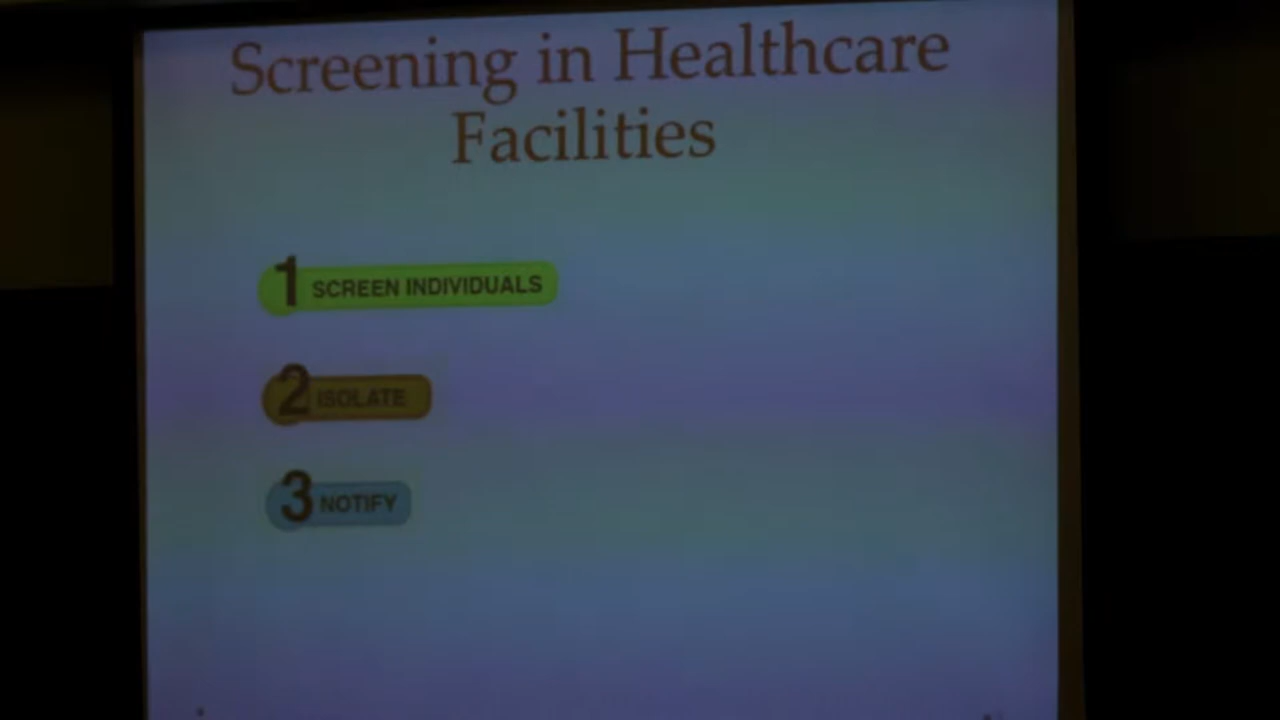 Screening in Healthcare
Facilities
1 SCREEN INDIVIDUALS
2 ISOLATE
3 NOTIFY